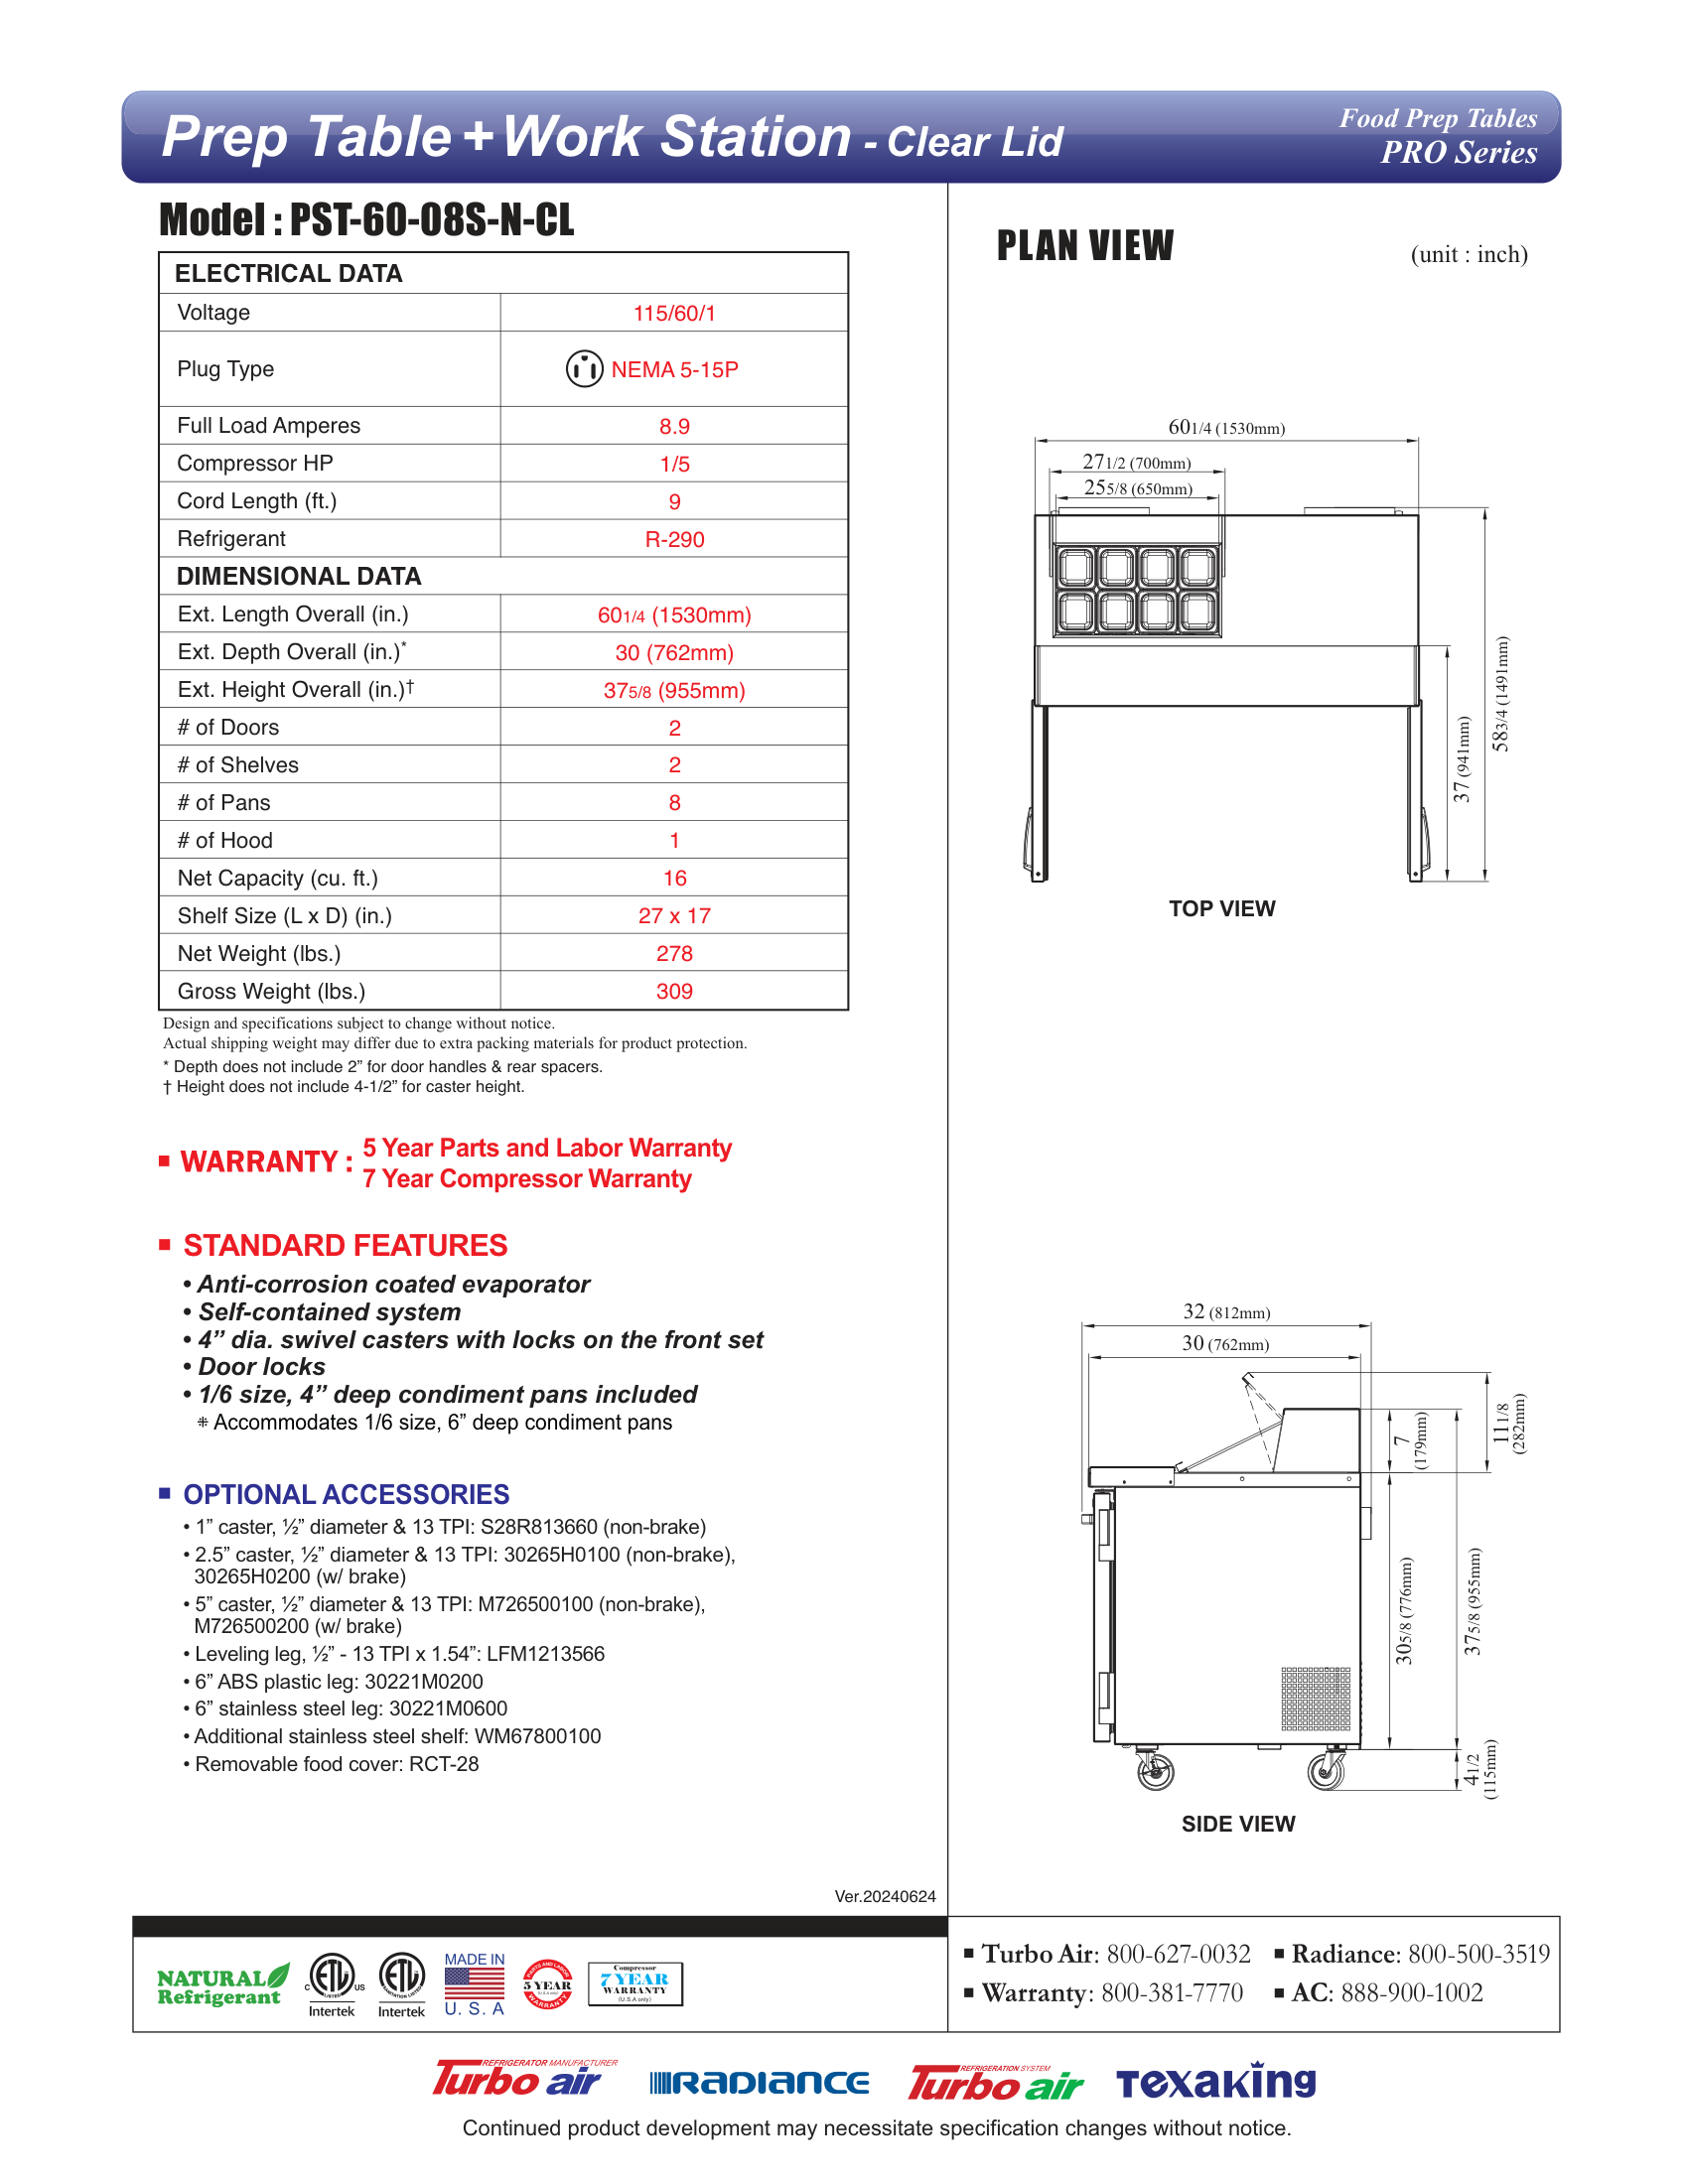 Prep Table + Work Station - Clear Lid
Food Prep Tables
PRO Series
Model : PST-60-08S-N-CL
ELECTRICAL DATA
Voltage 115/60/1
Plug Type NEMA 5-15P
Full Load Amperes 8.9
Compressor HP 1/5
Cord Length (ft.) 9
Refrigerant R-290
DIMENSIONAL DATA
Ext. Length Overall (in.) 60 1/4 (1530mm)
Ext. Depth Overall (in.)* 30 (762mm)
Ext. Height Overall (in.)† 37 5/8 (955mm)
# of Doors 2
# of Shelves 2
# of Pans 8
# of Hood 1
Net Capacity (cu. ft.) 16
Shelf Size (L x D) (in.) 27 x 17
Net Weight (lbs.) 278
Gross Weight (lbs.) 309
Design and specifications subject to change without notice.
Actual shipping weight may differ due to extra packing materials for product protection.
* Depth does not include 2” for door handles & rear spacers.
† Height does not include 4-1/2” for caster height.
▪ WARRANTY : 5 Year Parts and Labor Warranty
7 Year Compressor Warranty
▪ STANDARD FEATURES
• Anti-corrosion coated evaporator
• Self-contained system
• 4” dia. swivel casters with locks on the front set
• Door locks
• 1/6 size, 4” deep condiment pans included
⁜ Accommodates 1/6 size, 6” deep condiment pans
▪ OPTIONAL ACCESSORIES
• 1” caster, ½” diameter & 13 TPI: S28R813660 (non-brake)
• 2.5” caster, ½” diameter & 13 TPI: 30265H0100 (non-brake),
30265H0200 (w/ brake)
• 5” caster, ½” diameter & 13 TPI: M726500100 (non-brake),
M726500200 (w/ brake)
• Leveling leg, ½” - 13 TPI x 1.54”: LFM1213566
• 6” ABS plastic leg: 30221M0200
• 6” stainless steel leg: 30221M0600
• Additional stainless steel shelf: WM67800100
• Removable food cover: RCT-28
Ver.20240624
PLAN VIEW
(unit : inch)
60 1/4 (1530mm)
27 1/2 (700mm)
25 5/8 (650mm)
37 (941mm)
58 3/4 (1491mm)
TOP VIEW
32 (812mm)
30 (762mm)
7 (179mm)
11 1/8 (282mm)
30 5/8 (776mm)
37 5/8 (955mm)
4 1/2 (115mm)
SIDE VIEW
NATURAL
Refrigerant
C ETL US
LISTED
Intertek
ETL
SANITATION LISTED
Intertek
MADE IN
U. S. A
PARTS AND LABOR
5 YEAR
(U.S.A only)
WARRANTY
Compressor
7 YEAR
WARRANTY
(U.S.A only)
▪ Turbo Air: 800-627-0032 ▪ Radiance: 800-500-3519
▪ Warranty: 800-381-7770 ▪ AC: 888-900-1002
REFRIGERATOR MANUFACTURER
Turbo air
RADIANCE
REFRIGERATION SYSTEM
Turbo air
Texaking
Continued product development may necessitate specification changes without notice.